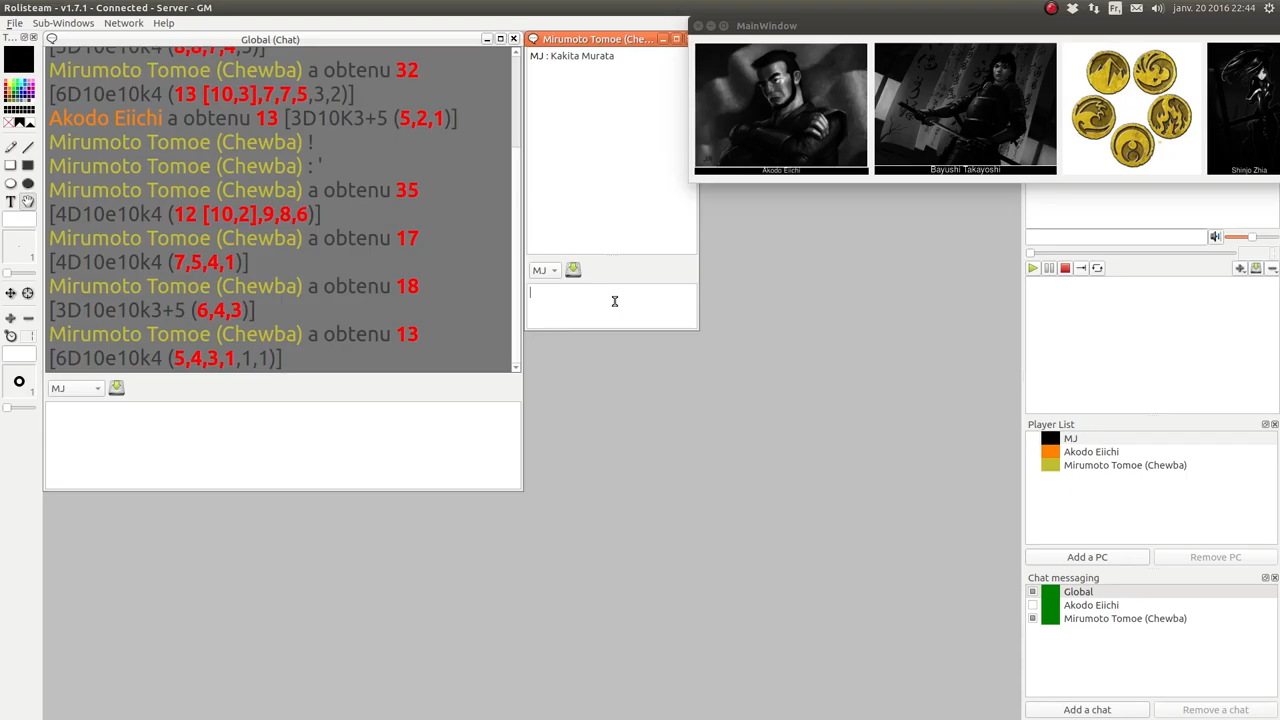 Rolisteam - v1.7.1 - Connected - Server - GM
Fr
janv. 20 2016 22:44
File Sub-Windows Network Help
MainWindow
T...
Global (Chat)
Mirumoto Tomoe (Che...
MJ : Kakita Murata
Mirumoto Tomoe (Chewba) a obtenu 32
[6D10e10k4 (13 [10,3],7,7,5,3,2)]
Akodo Eiichi a obtenu 13 [3D10K3+5 (5,2,1)]
Mirumoto Tomoe (Chewba) !
Mirumoto Tomoe (Chewba) : '
Mirumoto Tomoe (Chewba) a obtenu 35
[4D10e10k4 (12 [10,2],9,8,6)]
Mirumoto Tomoe (Chewba) a obtenu 17
[4D10e10k4 (7,5,4,1)]
Mirumoto Tomoe (Chewba) a obtenu 18
[3D10e10k3+5 (6,4,3)]
Mirumoto Tomoe (Chewba) a obtenu 13
[6D10e10k4 (5,4,3,1,1,1)]
MJ
MJ
Akodo Eiichi
Bayushi Takayoshi
Shinjo Zhia
T
1
1
Player List
MJ
Akodo Eiichi
Mirumoto Tomoe (Chewba)
Add a PC
Remove PC
Chat messaging
Global
Akodo Eiichi
Mirumoto Tomoe (Chewba)
Add a chat
Remove a chat